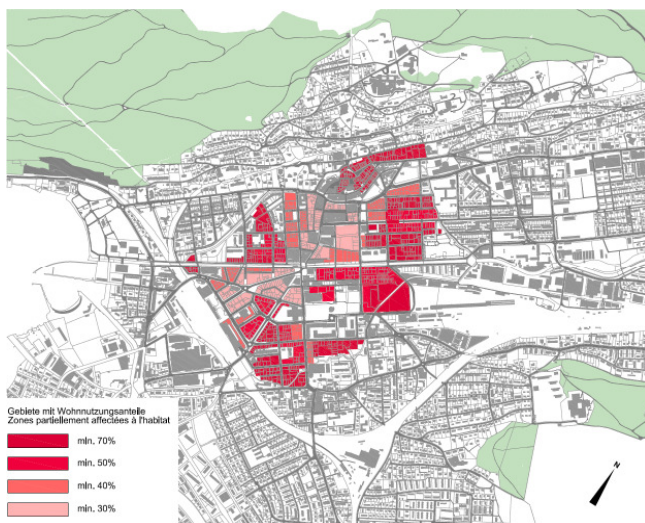 Gebiete mit Wohnnutzungsanteile
Zones partiellement affectées à l'habitat
min. 70%
min. 50%
min. 40%
min. 30%
N